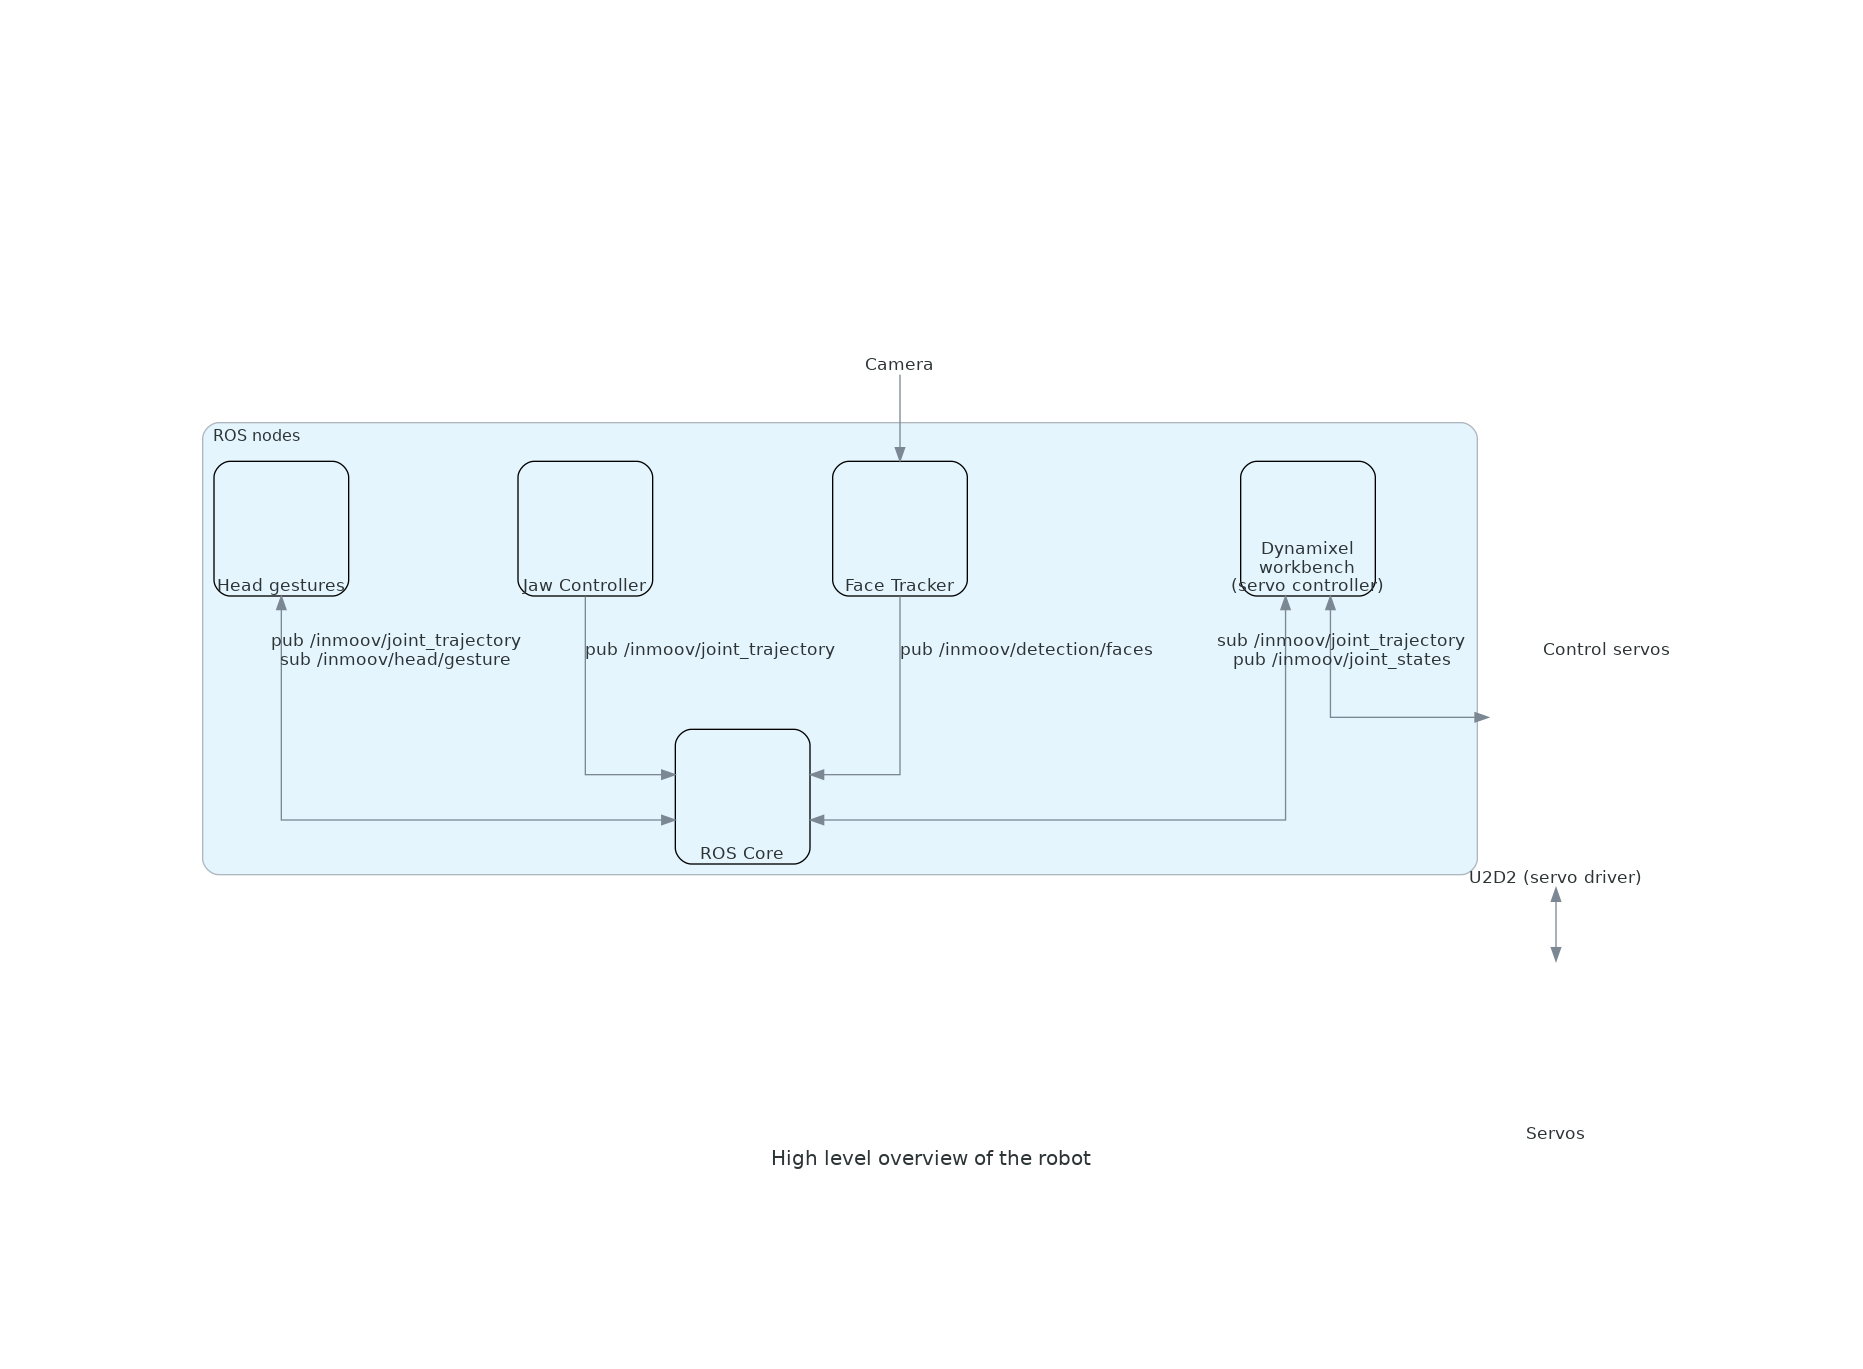 Camera
ROS nodes
Head gestures
Jaw Controller
Face Tracker
Dynamixel
workbench
(servo controller)
pub /inmoov/joint_trajectory
sub /inmoov/head/gesture
pub /inmoov/joint_trajectory
pub /inmoov/detection/faces
sub /inmoov/joint_trajectory
pub /inmoov/joint_states
Control servos
ROS Core
U2D2 (servo driver)
Servos
High level overview of the robot